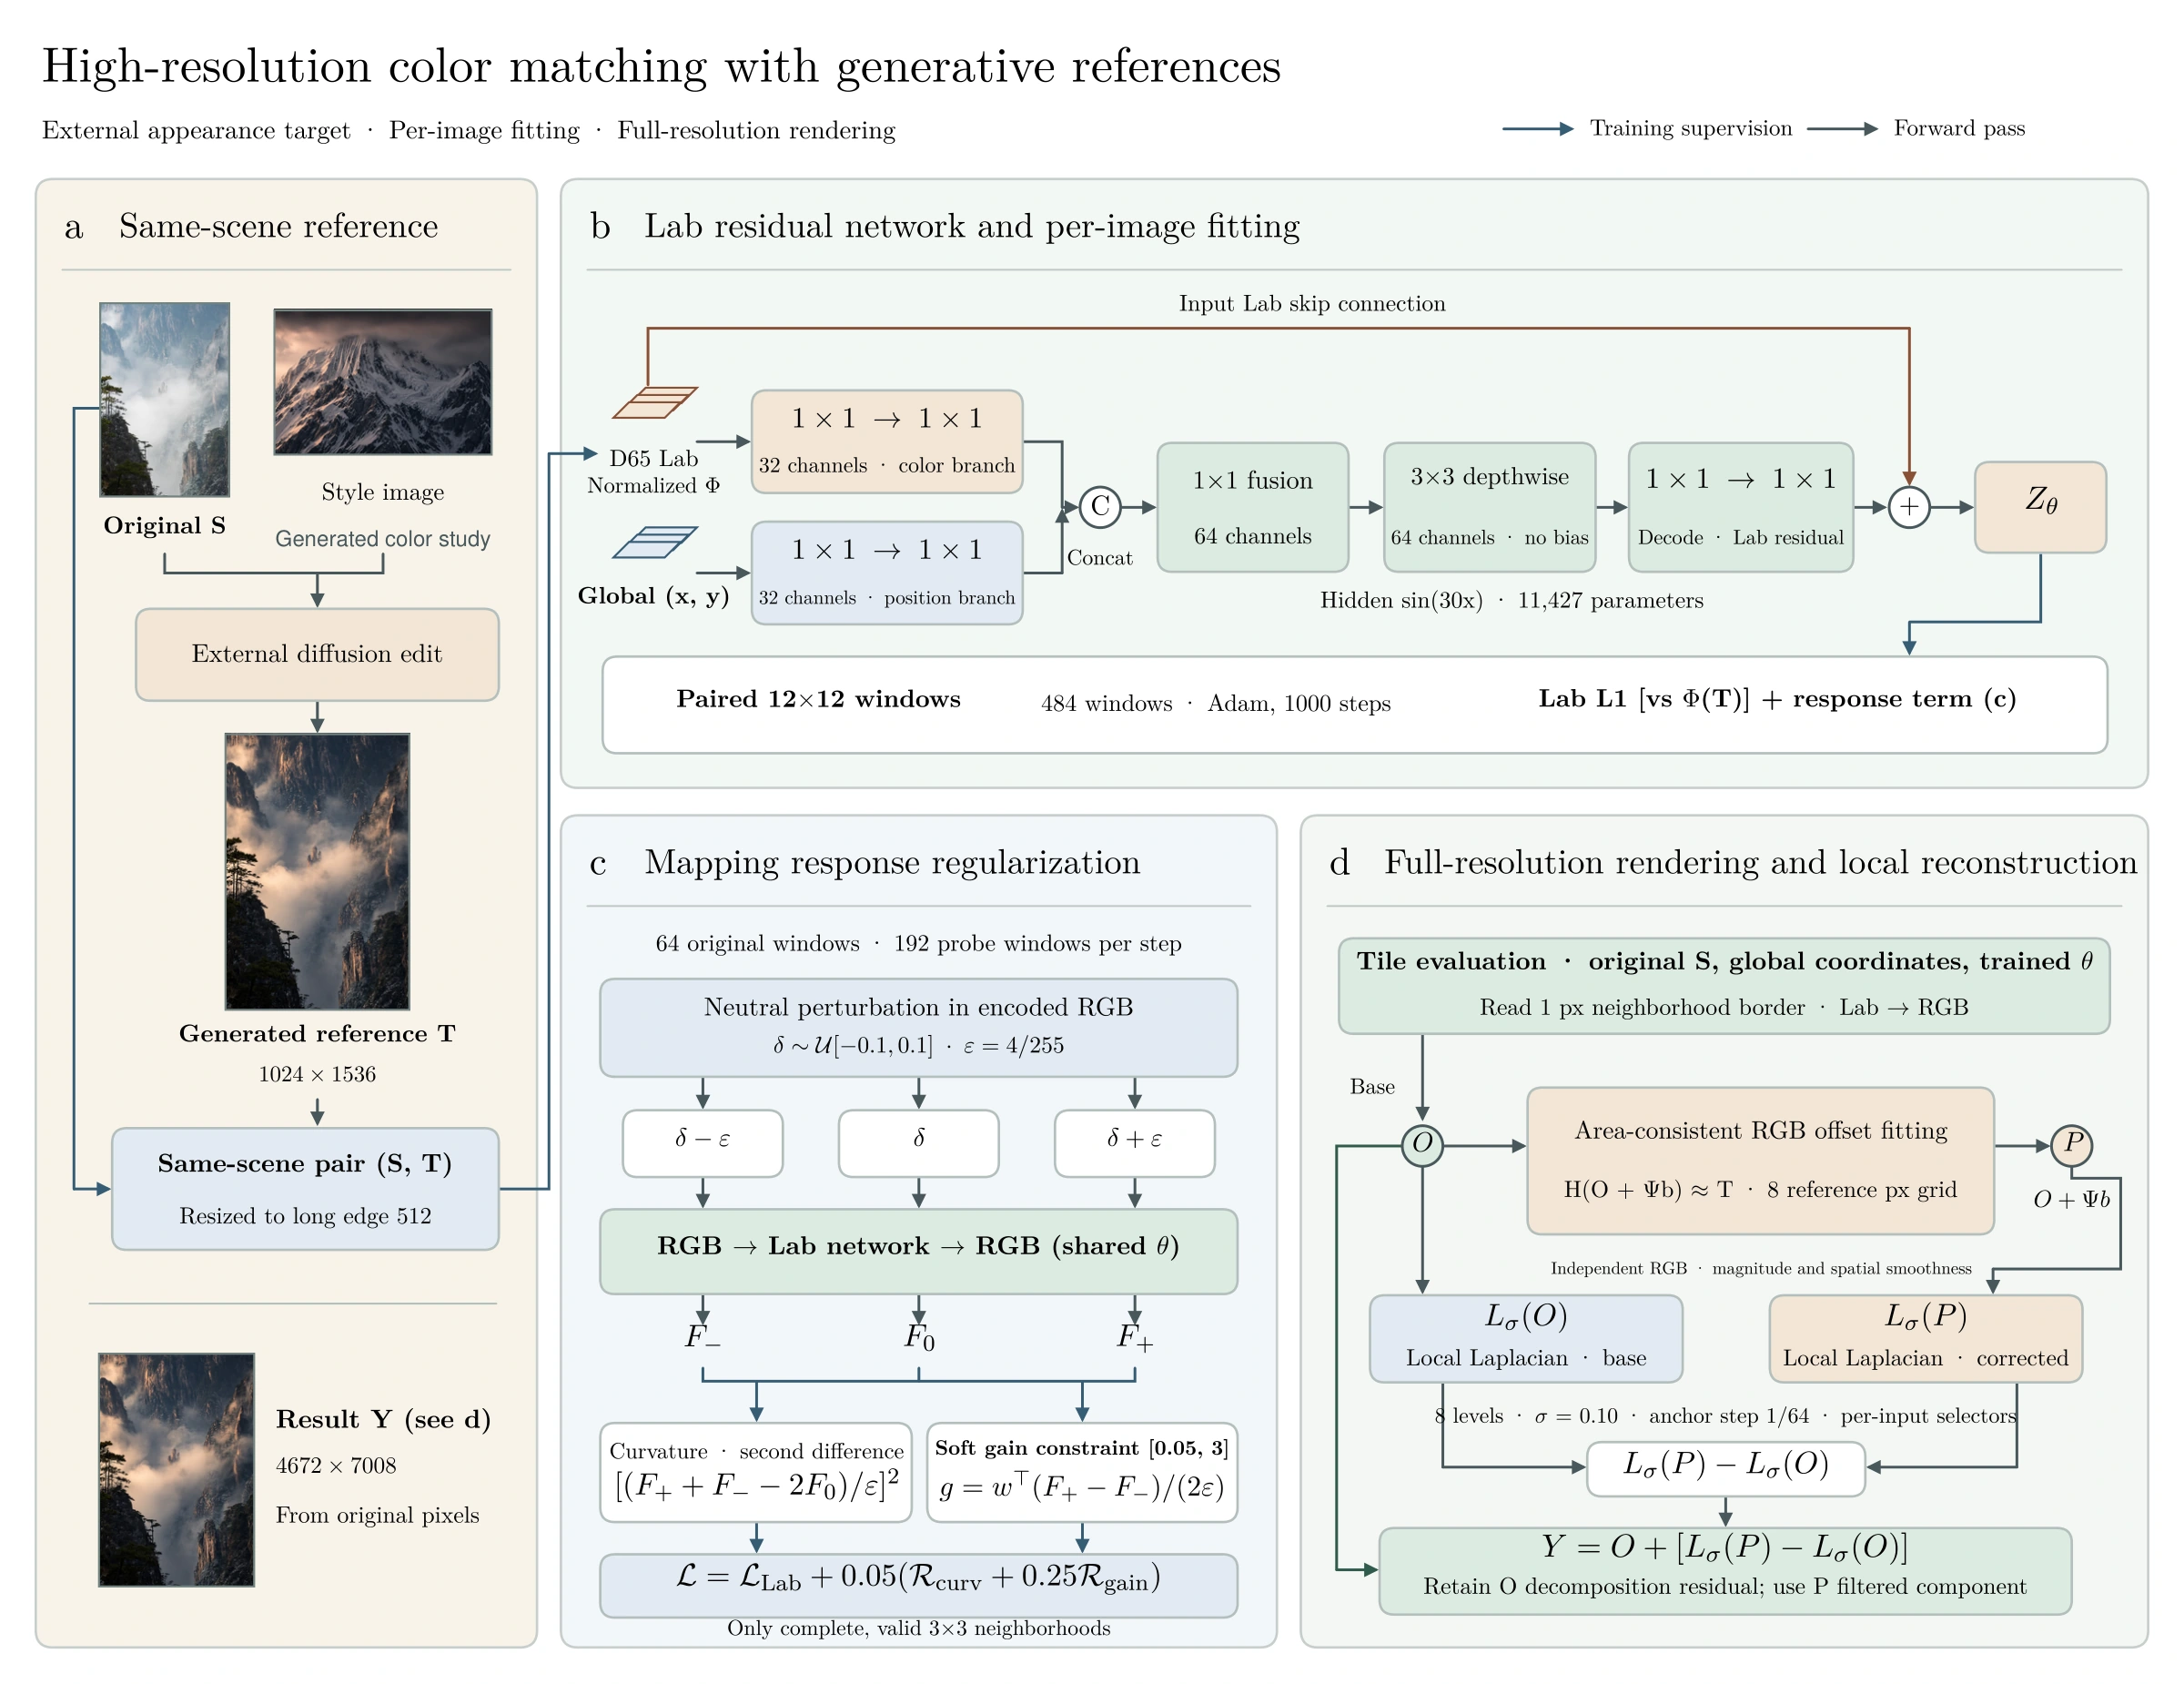 High-resolution color matching with generative references
External appearance target · Per-image fitting · Full-resolution rendering
Training supervision
Forward pass
a Same-scene reference
Original S
Style image
Generated color study
External diffusion edit
Generated reference T
1024 × 1536
Same-scene pair (S, T)
Resized to long edge 512
Result Y (see d)
4672 × 7008
From original pixels
b Lab residual network and per-image fitting
Input Lab skip connection
D65 Lab
Normalized Φ
1 × 1 → 1 × 1
32 channels · color branch
Global (x, y)
1 × 1 → 1 × 1
32 channels · position branch
C
Concat
1×1 fusion
64 channels
3×3 depthwise
64 channels · no bias
1 × 1 → 1 × 1
Decode · Lab residual
+
Z_θ
Hidden sin(30x) · 11,427 parameters
Paired 12×12 windows
484 windows · Adam, 1000 steps
Lab L1 [vs Φ(T)] + response term (c)
c Mapping response regularization
64 original windows · 192 probe windows per step
Neutral perturbation in encoded RGB
δ ∼ 𝒰[−0.1, 0.1] · ε = 4/255
δ − ε
δ
δ + ε
RGB → Lab network → RGB (shared θ)
F₋
F₀
F₊
Curvature · second difference
[(F₊ + F₋ − 2F₀)/ε]²
Soft gain constraint [0.05, 3]
g = w⊤(F₊ − F₋)/(2ε)
ℒ = ℒ_Lab + 0.05(ℛ_curv + 0.25ℛ_gain)
Only complete, valid 3×3 neighborhoods
d Full-resolution rendering and local reconstruction
Tile evaluation · original S, global coordinates, trained θ
Read 1 px neighborhood border · Lab → RGB
Base
O
Area-consistent RGB offset fitting
H(O + Ψb) ≈ T · 8 reference px grid
P
O + Ψb
Independent RGB · magnitude and spatial smoothness
L_σ(O)
Local Laplacian · base
L_σ(P)
Local Laplacian · corrected
8 levels · σ = 0.10 · anchor step 1/64 · per-input selectors
L_σ(P) − L_σ(O)
Y = O + [L_σ(P) − L_σ(O)]
Retain O decomposition residual; use P filtered component